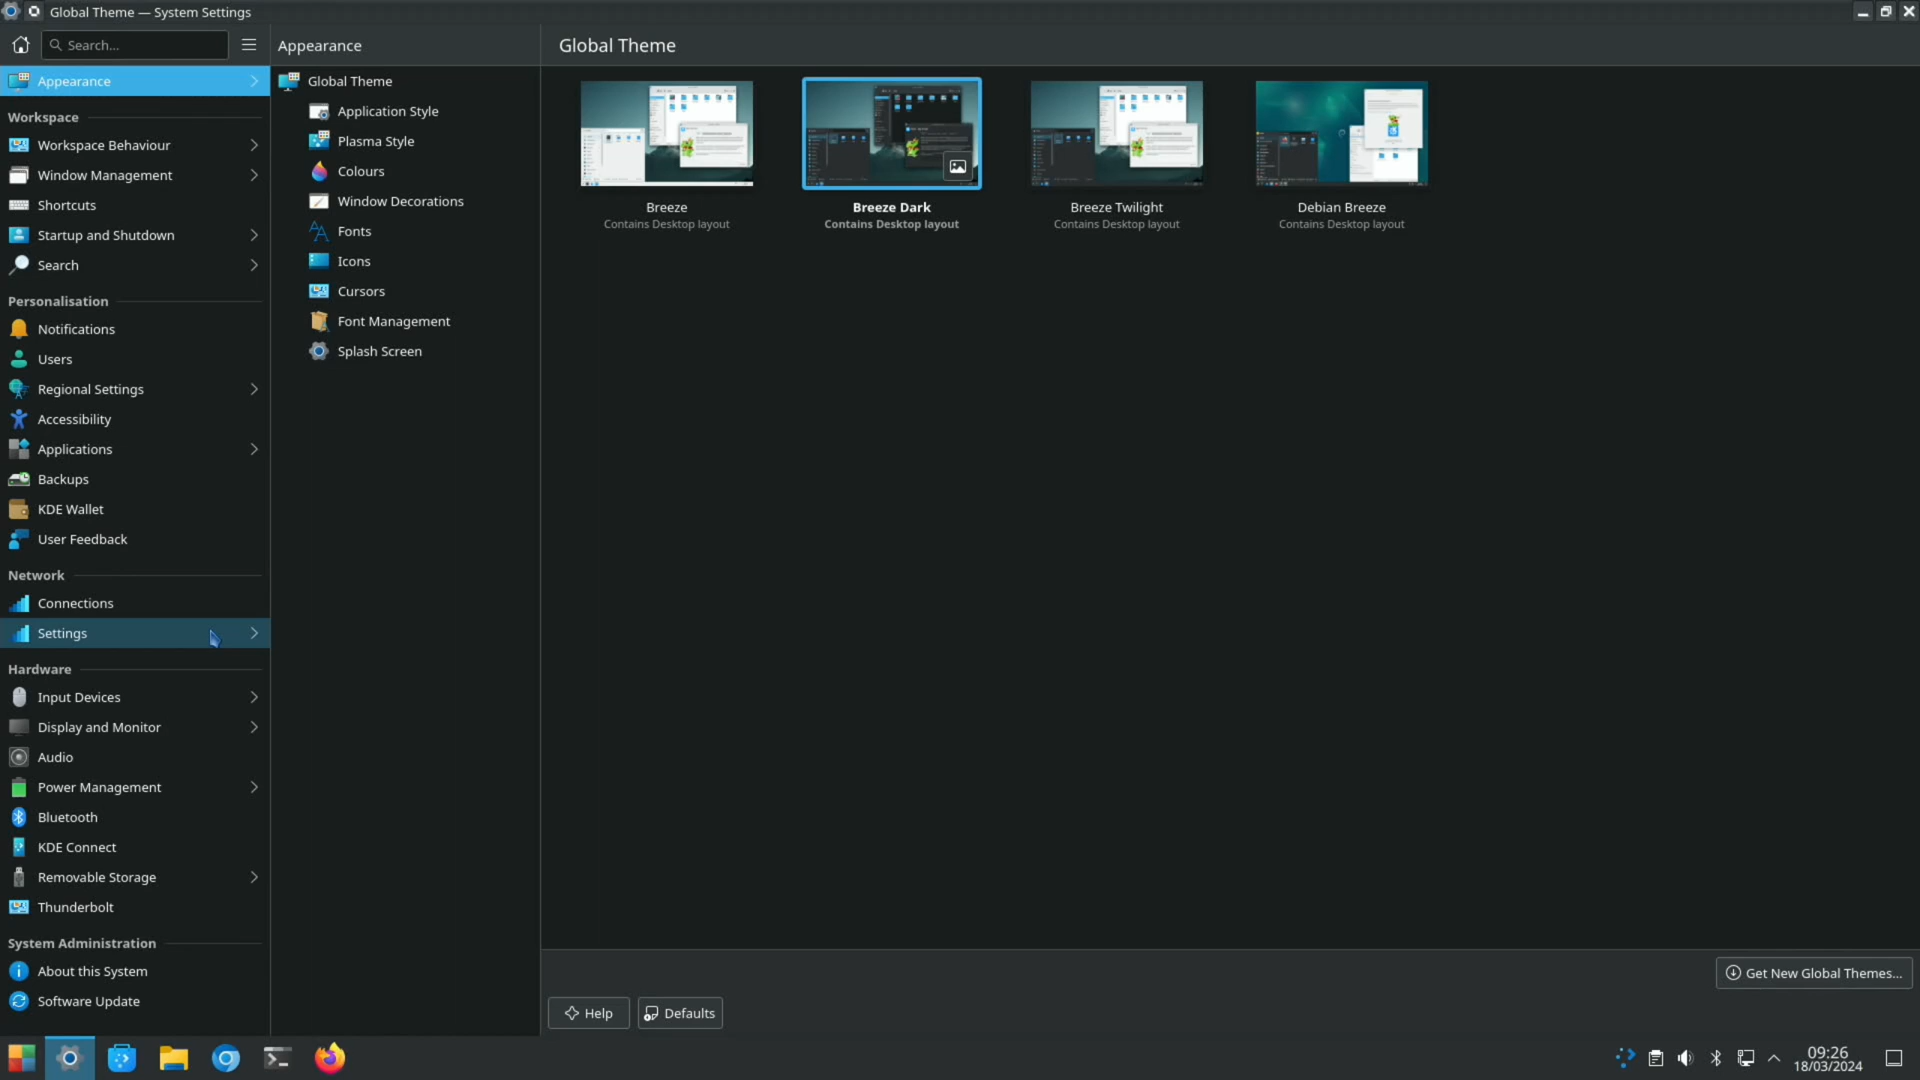 Global Theme — System Settings
Search...
Appearance
Workspace
Workspace Behaviour
Window Management
Shortcuts
Startup and Shutdown
Search
Personalisation
Notifications
Users
Regional Settings
Accessibility
Applications
Backups
KDE Wallet
User Feedback
Network
Connections
Settings
Hardware
Input Devices
Display and Monitor
Audio
Power Management
Bluetooth
KDE Connect
Removable Storage
Thunderbolt
System Administration
About this System
Software Update
Appearance
Global Theme
Application Style
Plasma Style
Colours
Window Decorations
Fonts
Icons
Cursors
Font Management
Splash Screen
Global Theme
Breeze
Contains Desktop layout
Breeze Dark
Contains Desktop layout
Breeze Twilight
Contains Desktop layout
Debian Breeze
Contains Desktop layout
Get New Global Themes...
Help
Defaults
09:26
18/03/2024